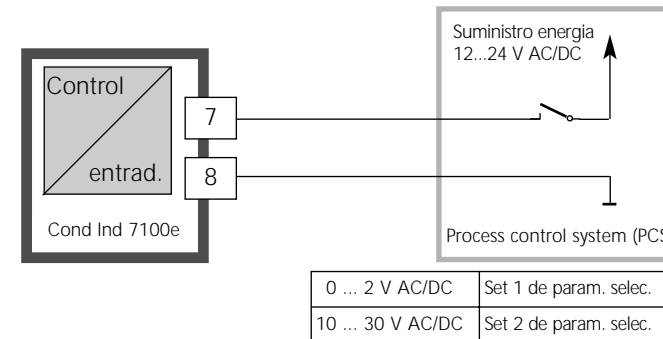 Suministro energia
12...24 V AC/DC
Control
entrad.
7
8
Cond Ind 7100e
Process control system (PCS
0 ... 2 V AC/DC Set 1 de param. selec.
10 ... 30 V AC/DC Set 2 de param. selec.